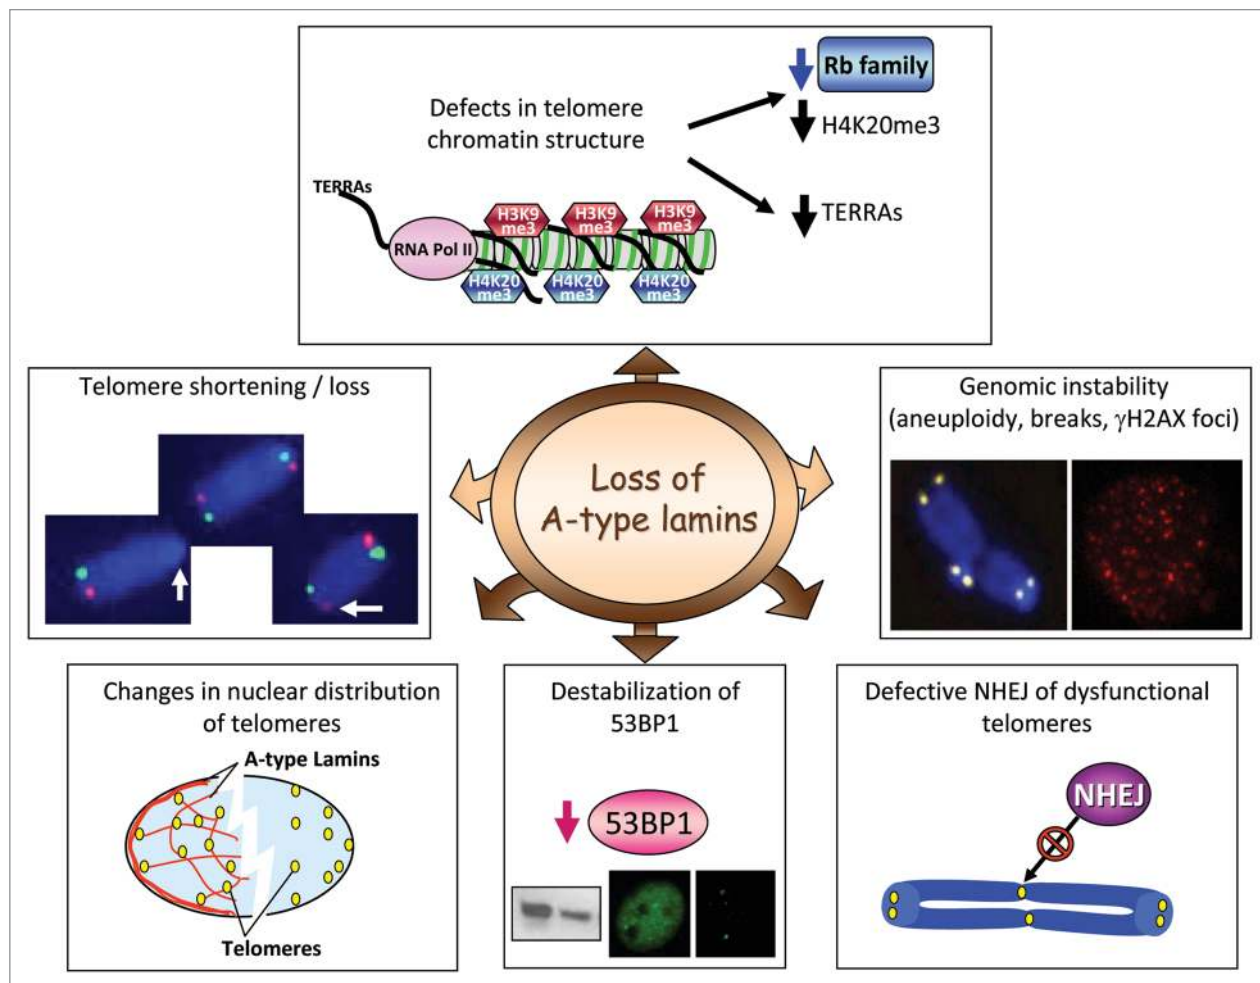 Defects in telomere
chromatin structure
Rb family
H4K20me3
TERRAs
TERRAs
RNA Pol II
H3K9
me3
H3K9
me3
H3K9
me3
H4K20
me3
H4K20
me3
H4K20
me3
Telomere shortening / loss
Loss of
A-type lamins
Genomic instability
(aneuploidy, breaks, γH2AX foci)
Changes in nuclear distribution
of telomeres
A-type Lamins
Telomeres
Destabilization of
53BP1
53BP1
Defective NHEJ of dysfunctional
telomeres
NHEJ